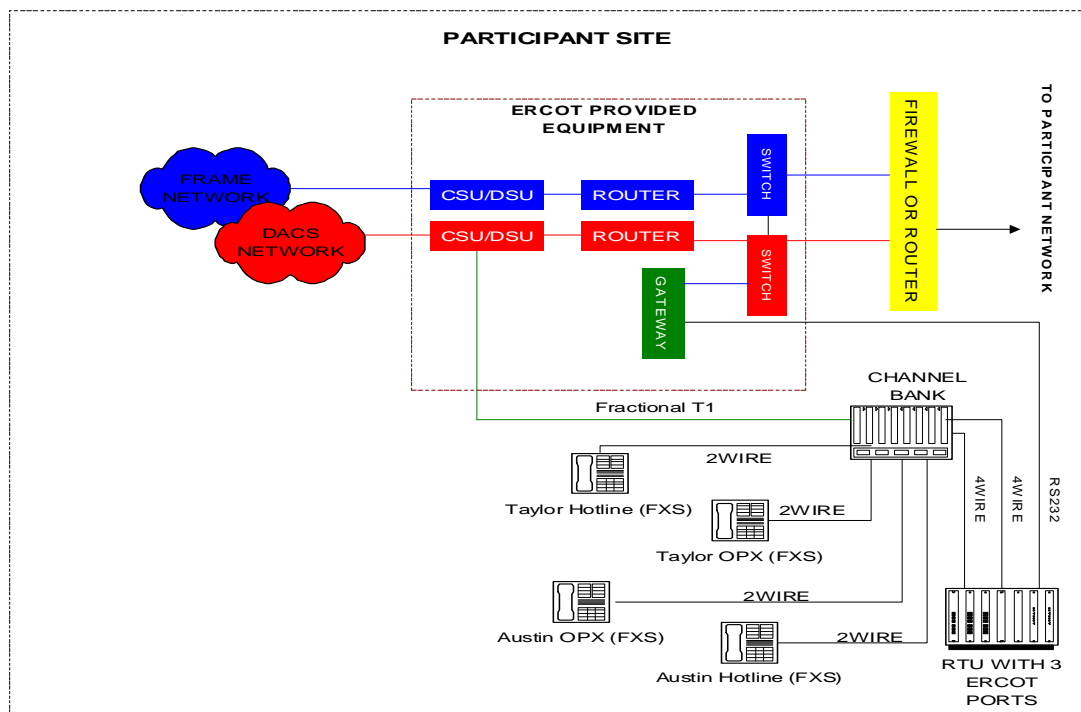 PARTICIPANT SITE
ERCOT PROVIDED
EQUIPMENT
TO PARTICIPANT NETWORK
FIREWALL OR ROUTER
FRAME
NETWORK
CSU/DSU
ROUTER
SWITCH
DACS
NETWORK
CSU/DSU
ROUTER
SWITCH
GATEWAY
CHANNEL
BANK
Fractional T1
2WIRE
Taylor Hotline (FXS)
2WIRE
Taylor OPX (FXS)
4WIRE
4WIRE
RS232
2WIRE
Austin OPX (FXS)
2WIRE
Austin Hotline (FXS)
RTU WITH 3
ERCOT
PORTS